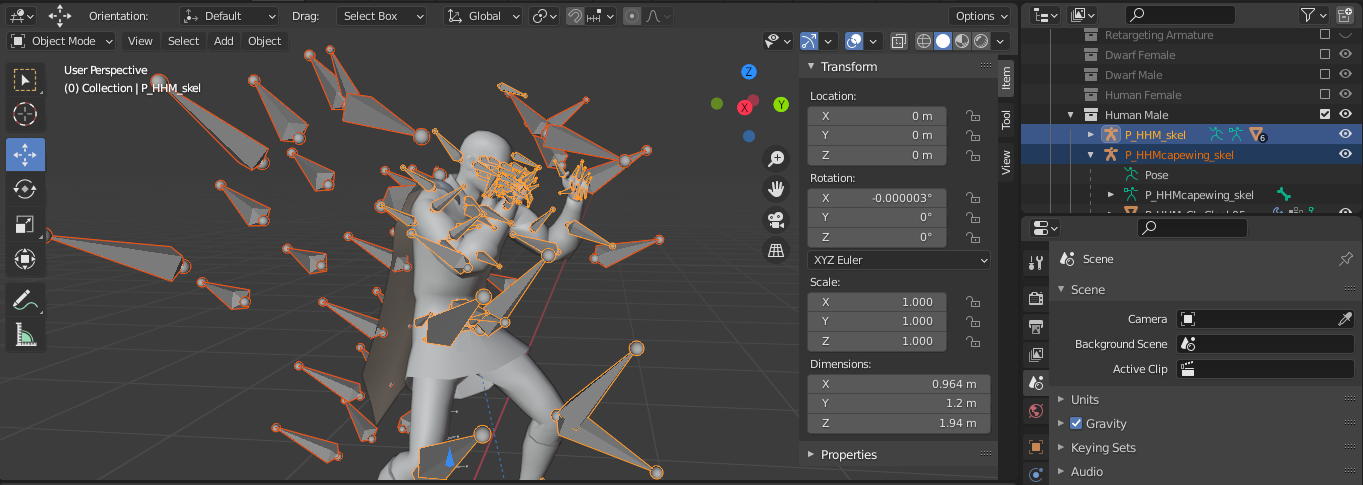 Orientation: Default Drag: Select Box Global Options
Object Mode View Select Add Object
User Perspective
(0) Collection | P_HHM_skel
Z
X
Y
Transform
Location:
X 0 m
Y 0 m
Z 0 m
Rotation:
X -0.000003°
Y 0°
Z 0°
XYZ Euler
Scale:
X 1.000
Y 1.000
Z 1.000
Dimensions:
X 0.964 m
Y 1.2 m
Z 1.94 m
Properties
Item
Tool
View
Retargeting Armature
Dwarf Female
Dwarf Male
Human Female
Human Male
P_HHM_skel 6
P_HHMcapewing_skel
Pose
P_HHMcapewing_skel
Scene
Scene
Camera
Background Scene
Active Clip
Units
Gravity
Keying Sets
Audio